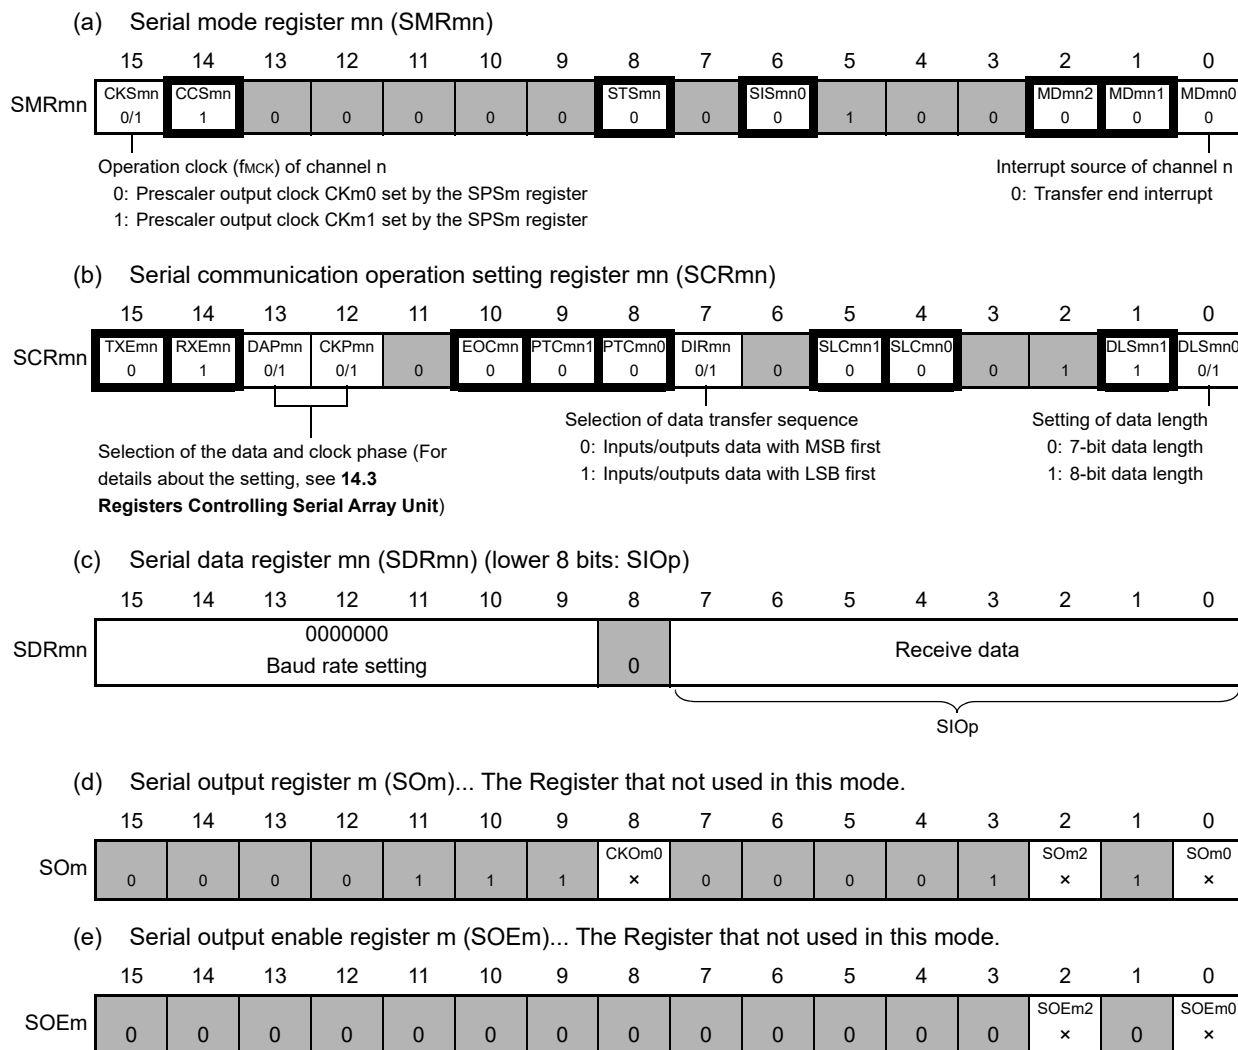 (a) Serial mode register mn (SMRmn)
15 14 13 12 11 10 9 8 7 6 5 4 3 2 1 0
CKSmn CCSmn STSmn SISmn0 MDmn2 MDmn1 MDmn0
SMRmn
0/1 1 0 0 0 0 0 0 0 0 1 0 0 0 0 0
Operation clock (fMCK) of channel n
0: Prescaler output clock CKm0 set by the SPSm register
1: Prescaler output clock CKm1 set by the SPSm register
Interrupt source of channel n
0: Transfer end interrupt
(b) Serial communication operation setting register mn (SCRmn)
15 14 13 12 11 10 9 8 7 6 5 4 3 2 1 0
TXEmn RXEmn DAPmn CKPmn EOCmn PTCmn1 PTCmn0 DIRmn SLCmn1 SLCmn0 DLSmn1 DLSmn0
SCRmn
0 1 0/1 0/1 0 0 0 0 0/1 0 0 0 0 1 1 0/1
Selection of the data and clock phase (For
details about the setting, see 14.3
Registers Controlling Serial Array Unit)
Selection of data transfer sequence
0: Inputs/outputs data with MSB first
1: Inputs/outputs data with LSB first
Setting of data length
0: 7-bit data length
1: 8-bit data length
(c) Serial data register mn (SDRmn) (lower 8 bits: SIOp)
15 14 13 12 11 10 9 8 7 6 5 4 3 2 1 0
SDRmn
0000000
Baud rate setting
0
Receive data
SIOp
(d) Serial output register m (SOm)... The Register that not used in this mode.
15 14 13 12 11 10 9 8 7 6 5 4 3 2 1 0
CKOm0 SOm2 SOm0
SOm
0 0 0 0 1 1 1 × 0 0 0 0 1 × 1 ×
(e) Serial output enable register m (SOEm)... The Register that not used in this mode.
15 14 13 12 11 10 9 8 7 6 5 4 3 2 1 0
SOEm2 SOEm0
SOEm
0 0 0 0 0 0 0 0 0 0 0 0 0 × 0 ×